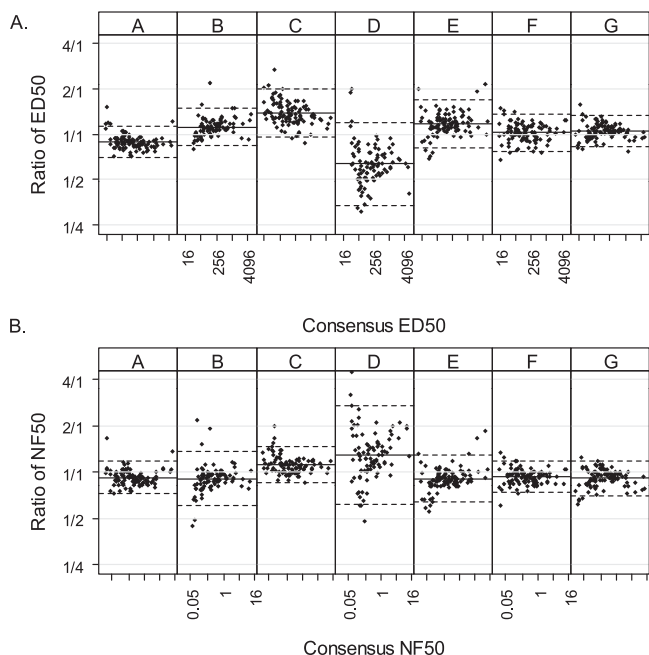 A.
A B C D E F G
4/1
2/1
1/1
1/2
1/4
Ratio of ED50
16 256 4096 16 256 4096 16 256 4096
Consensus ED50
B.
A B C D E F G
4/1
2/1
1/1
1/2
1/4
Ratio of NF50
0.05 1 16 0.05 1 16 0.05 1 16
Consensus NF50